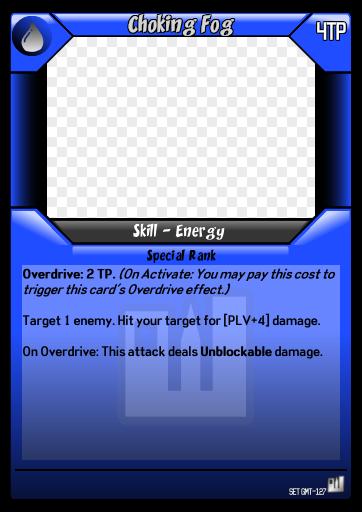 Choking Fog
4TP
Skill - Energy
Special Rank
Overdrive: 2 TP. (On Activate: You may pay this cost to
trigger this card's Overdrive effect.)
Target 1 enemy. Hit your target for [PLV+4] damage.
On Overdrive: This attack deals Unblockable damage.
SET GMT-127